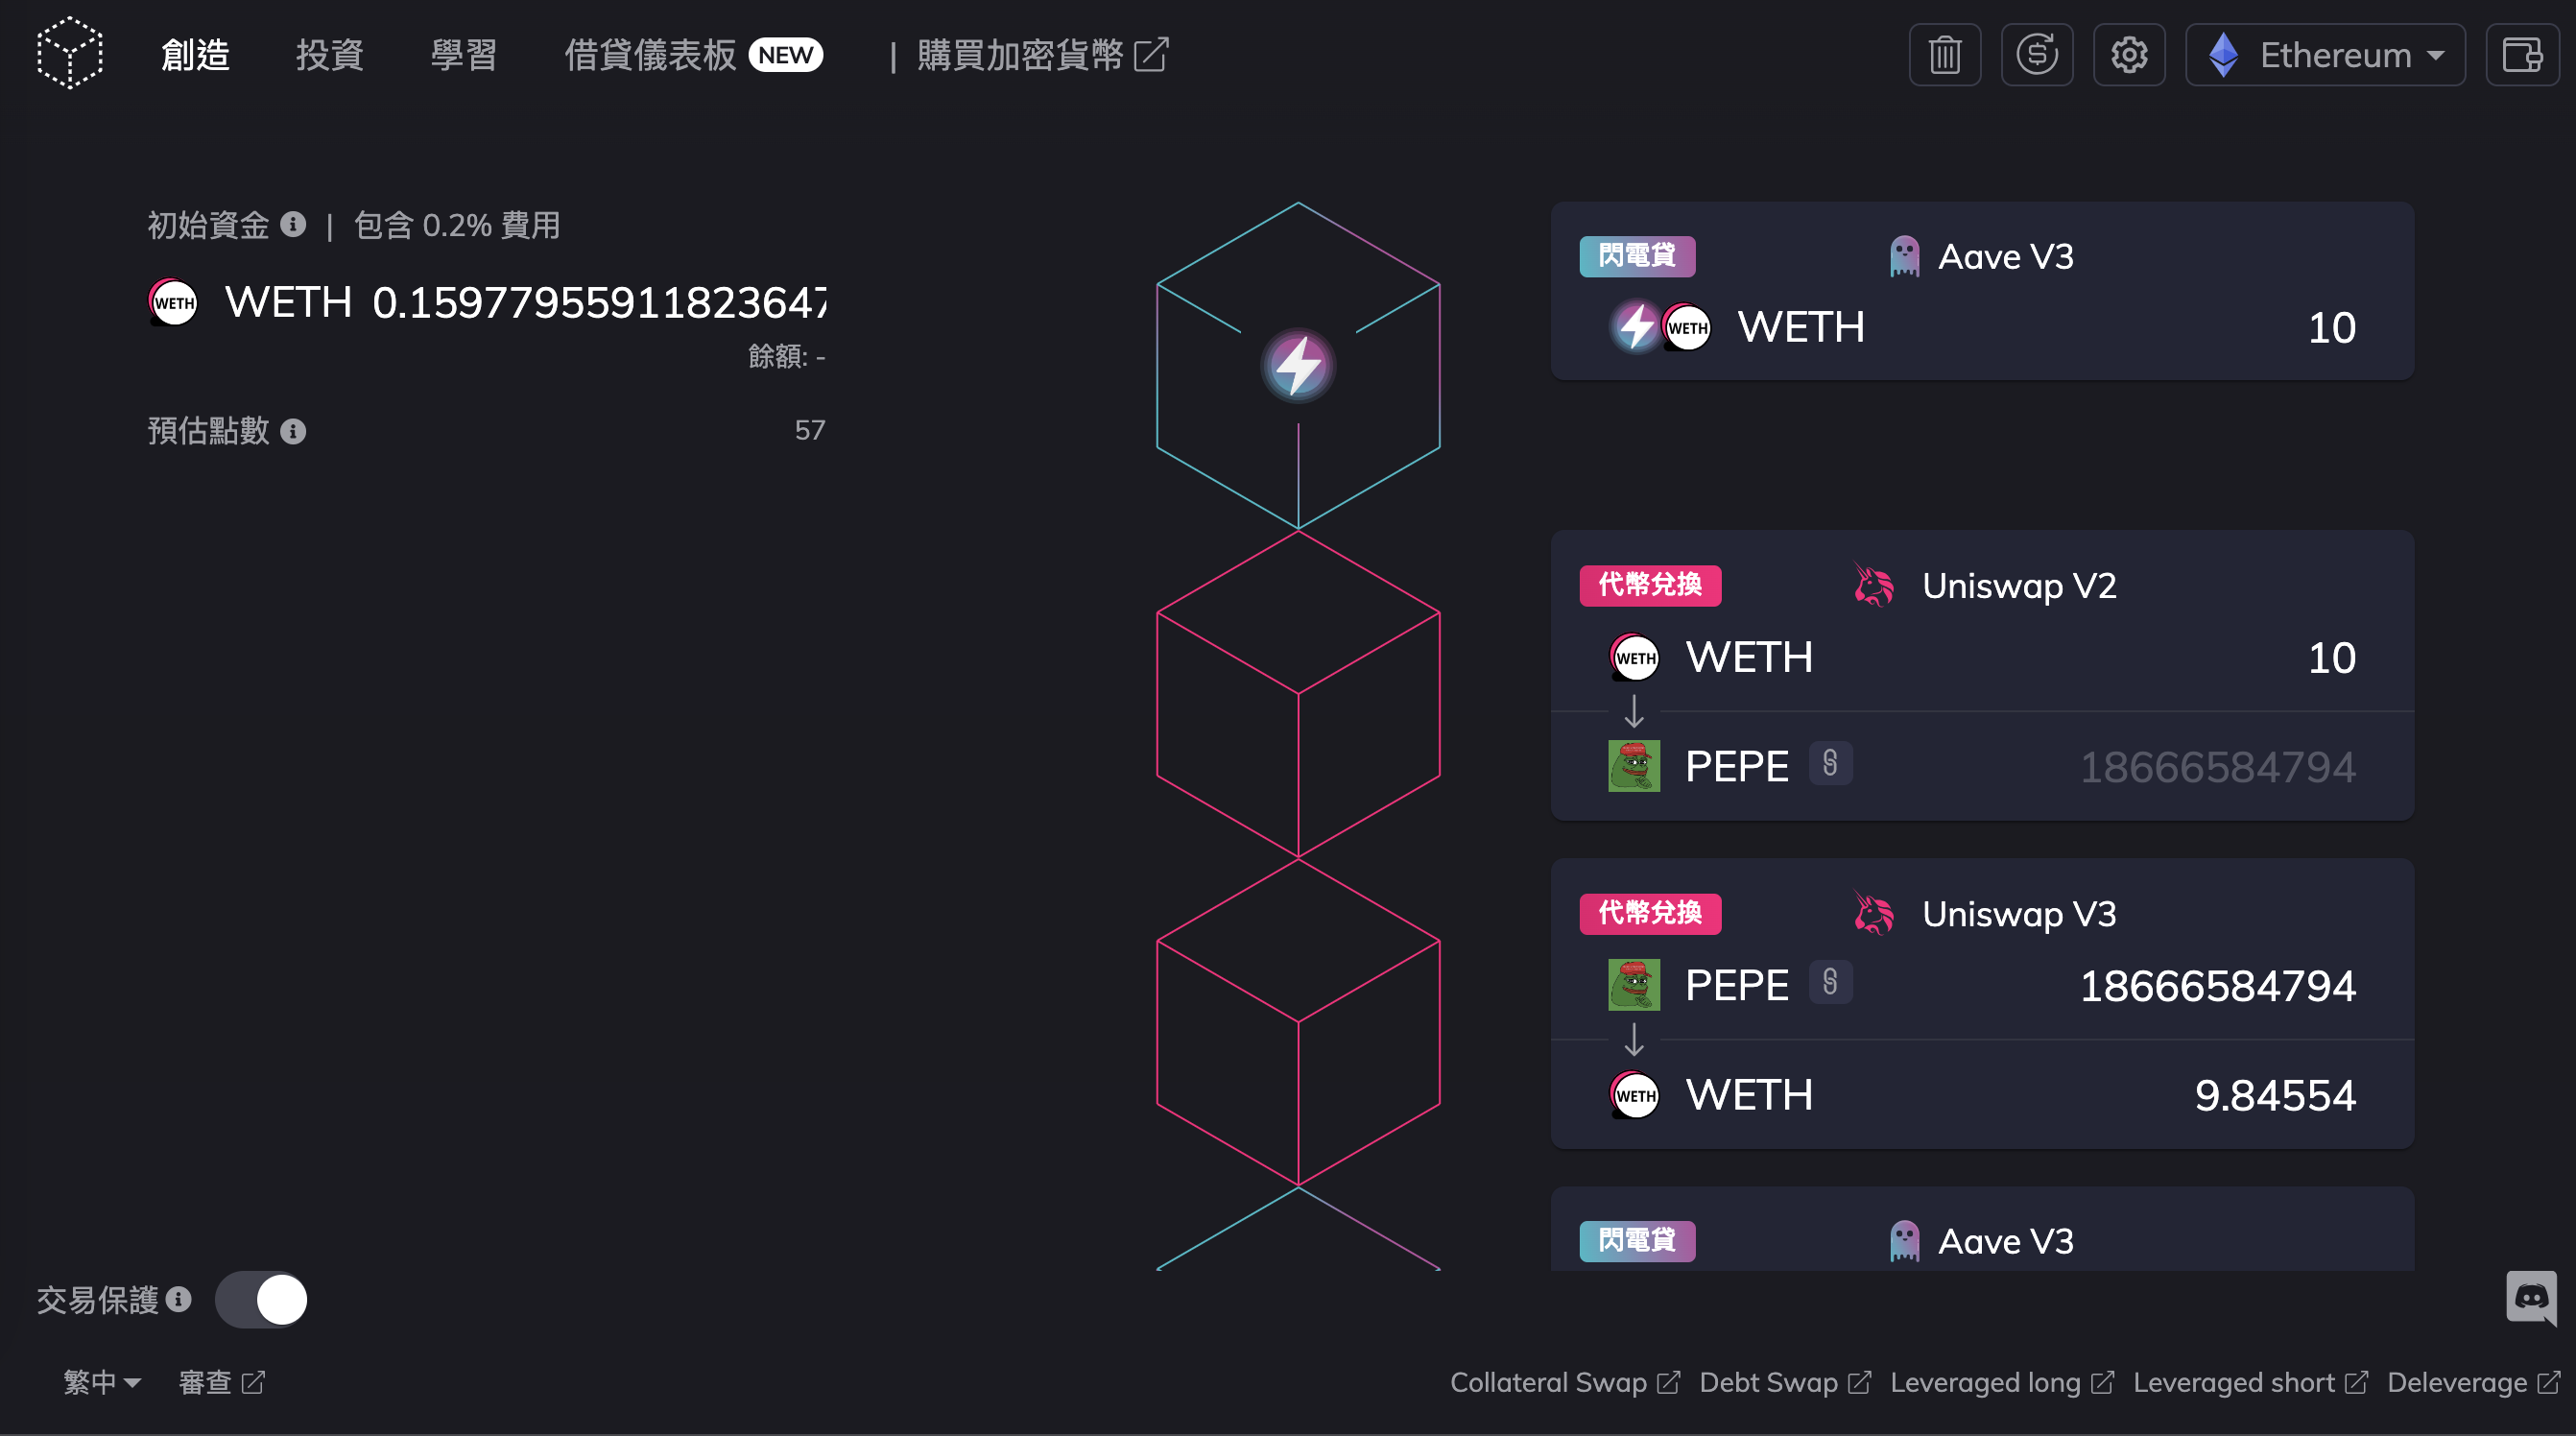 創造 投資 學習 借貸儀表板 NEW | 購買加密貨幣 Ethereum
初始資金 | 包含 0.2% 費用
WETH WETH 0.15977955911823647
餘額: -
預估點數 57
閃電貸 Aave V3
WETH WETH 10
代幣兌換 Uniswap V2
WETH WETH 10
PEPE 18666584794
代幣兌換 Uniswap V3
PEPE 18666584794
WETH WETH 9.84554
閃電貸 Aave V3
交易保護
繁中 審查 Collateral Swap Debt Swap Leveraged long Leveraged short Deleverage